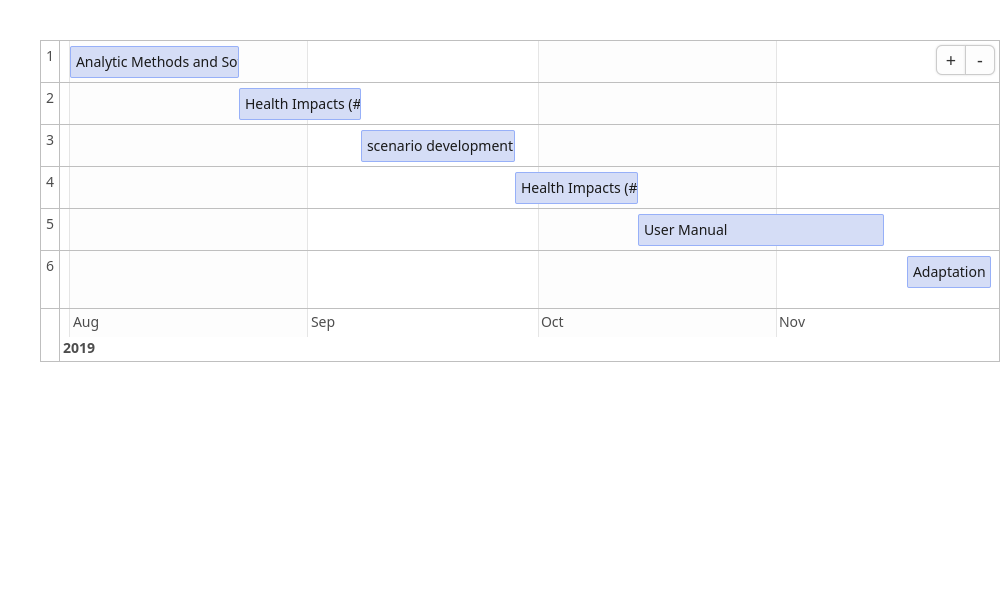 1
Analytic Methods and So
+ -
2
Health Impacts (#
3
scenario development
4
Health Impacts (#
5
User Manual
6
Adaptation
Aug Sep Oct Nov
2019